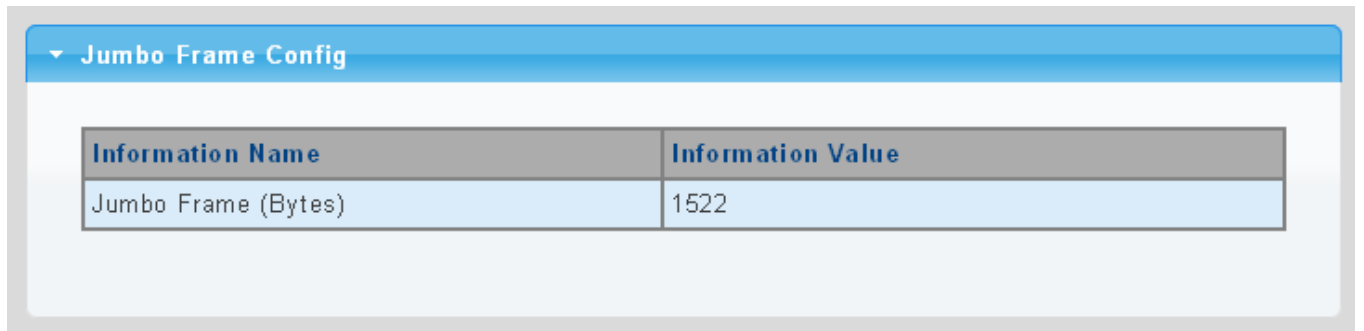 Jumbo Frame Config
Information Name Information Value
Jumbo Frame (Bytes) 1522